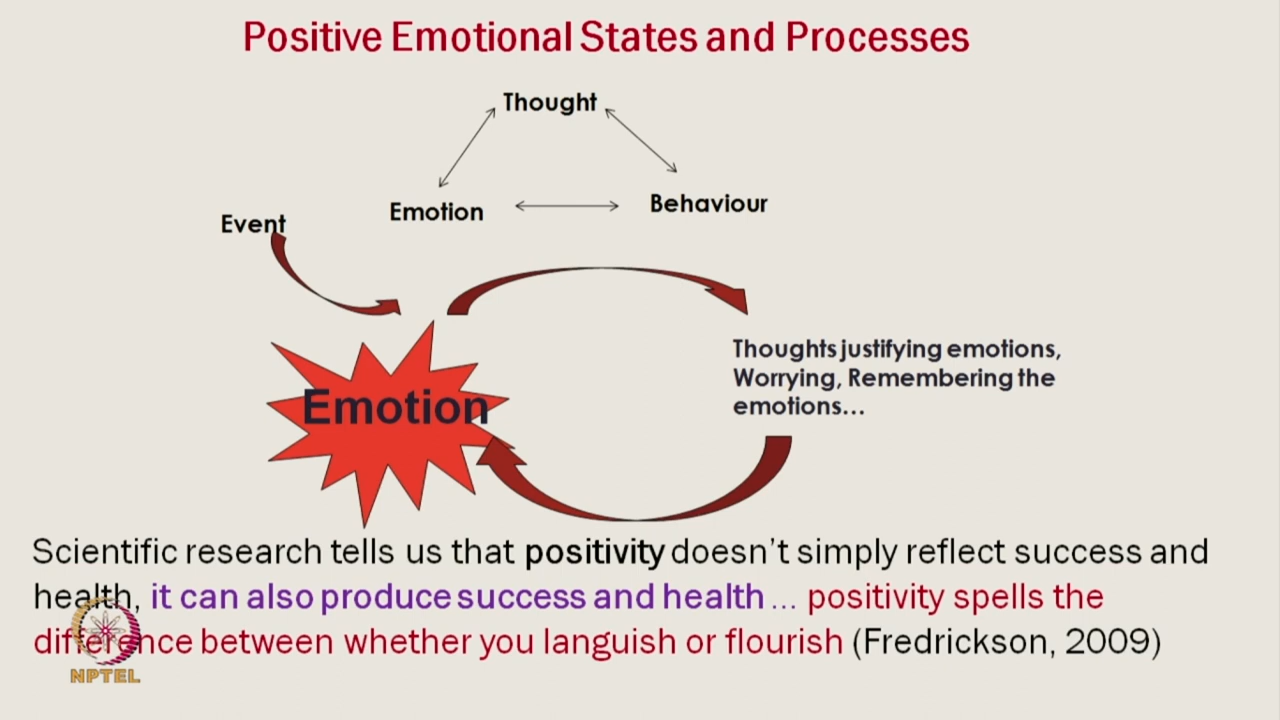 Positive Emotional States and Processes
Thought
Emotion
Behaviour
Event
Emotion
Thoughts justifying emotions,
Worrying, Remembering the
emotions...
Scientific research tells us that positivity doesn't simply reflect success and
health, it can also produce success and health ... positivity spells the
difference between whether you languish or flourish (Fredrickson, 2009)
NPTEL